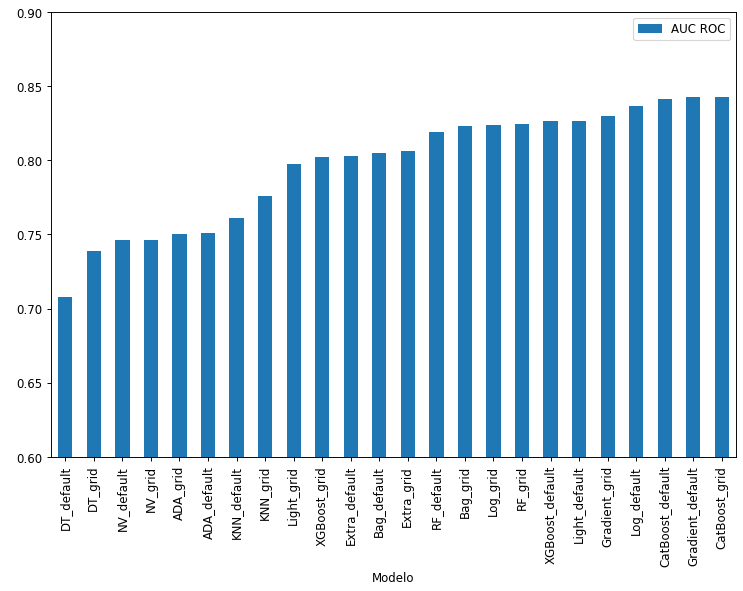 0.90
AUC ROC
0.85
0.80
0.75
0.70
0.65
0.60
DT_default
DT_grid
NV_default
NV_grid
ADA_grid
ADA_default
KNN_default
KNN_grid
Light_grid
XGBoost_grid
Extra_default
Bag_default
Extra_grid
RF_default
Bag_grid
Log_grid
RF_grid
XGBoost_default
Light_default
Gradient_grid
Log_default
CatBoost_default
Gradient_default
CatBoost_grid
Modelo